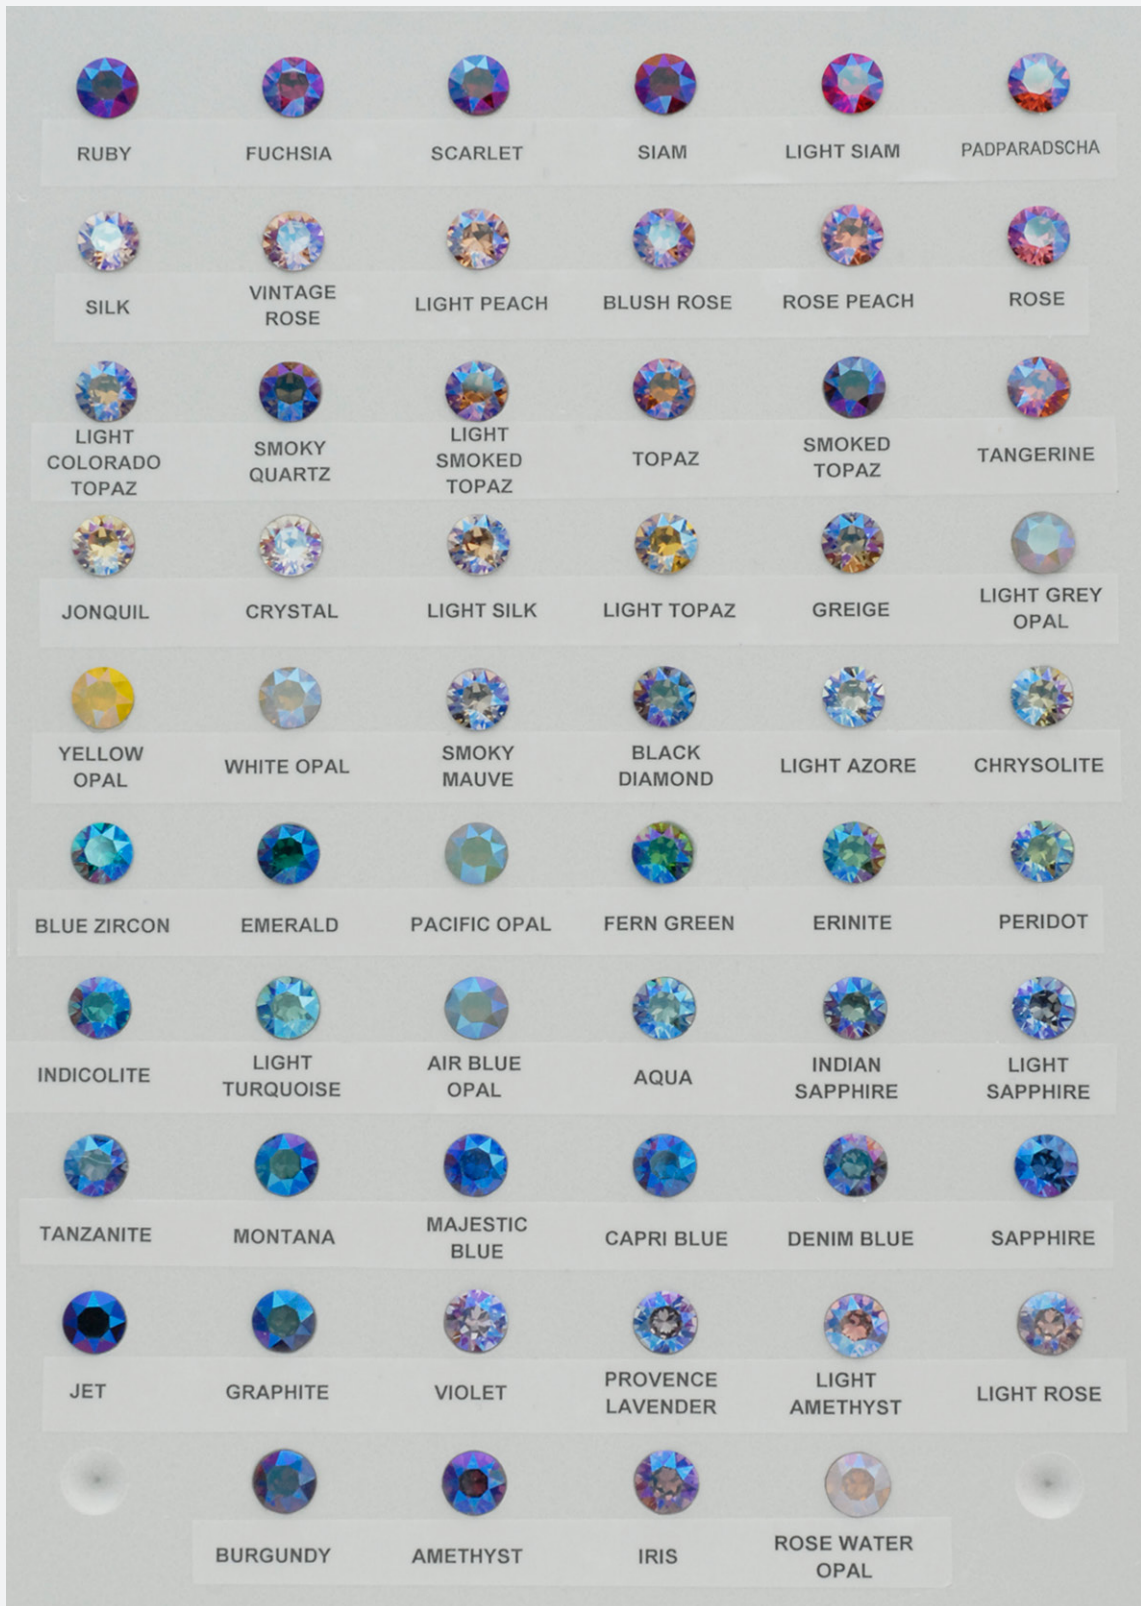 RUBY
FUCHSIA
SCARLET
SIAM
LIGHT SIAM
PADPARADSCHA
SILK
VINTAGE
ROSE
LIGHT PEACH
BLUSH ROSE
ROSE PEACH
ROSE
LIGHT
COLORADO
TOPAZ
SMOKY
QUARTZ
LIGHT
SMOKED
TOPAZ
TOPAZ
SMOKED
TOPAZ
TANGERINE
JONQUIL
CRYSTAL
LIGHT SILK
LIGHT TOPAZ
GREIGE
LIGHT GREY
OPAL
YELLOW
OPAL
WHITE OPAL
SMOKY
MAUVE
BLACK
DIAMOND
LIGHT AZORE
CHRYSOLITE
BLUE ZIRCON
EMERALD
PACIFIC OPAL
FERN GREEN
ERINITE
PERIDOT
INDICOLITE
LIGHT
TURQUOISE
AIR BLUE
OPAL
AQUA
INDIAN
SAPPHIRE
LIGHT
SAPPHIRE
TANZANITE
MONTANA
MAJESTIC
BLUE
CAPRI BLUE
DENIM BLUE
SAPPHIRE
JET
GRAPHITE
VIOLET
PROVENCE
LAVENDER
LIGHT
AMETHYST
LIGHT ROSE
BURGUNDY
AMETHYST
IRIS
ROSE WATER
OPAL